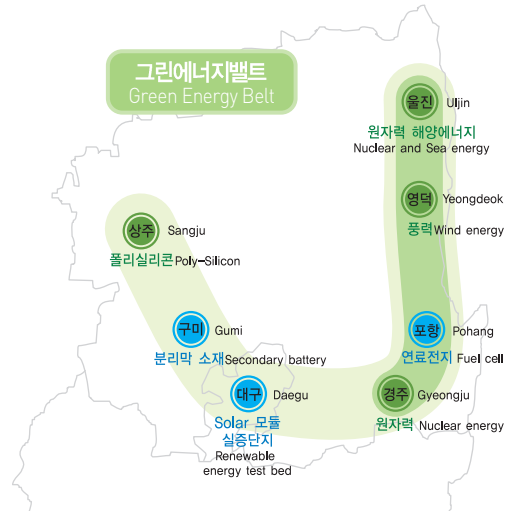 그린에너지밸트
Green Energy Belt
울진 Uljin
원자력 해양에너지
Nuclear and Sea energy
영덕 Yeongdeok
풍력 Wind energy
상주 Sangju
폴리실리콘 Poly-Silicon
구미 Gumi
분리막 소재 Secondary battery
포항 Pohang
연료전지 Fuel cell
대구 Daegu
Solar 모듈
실증단지
Renewable
energy test bed
경주 Gyeongju
원자력 Nuclear energy